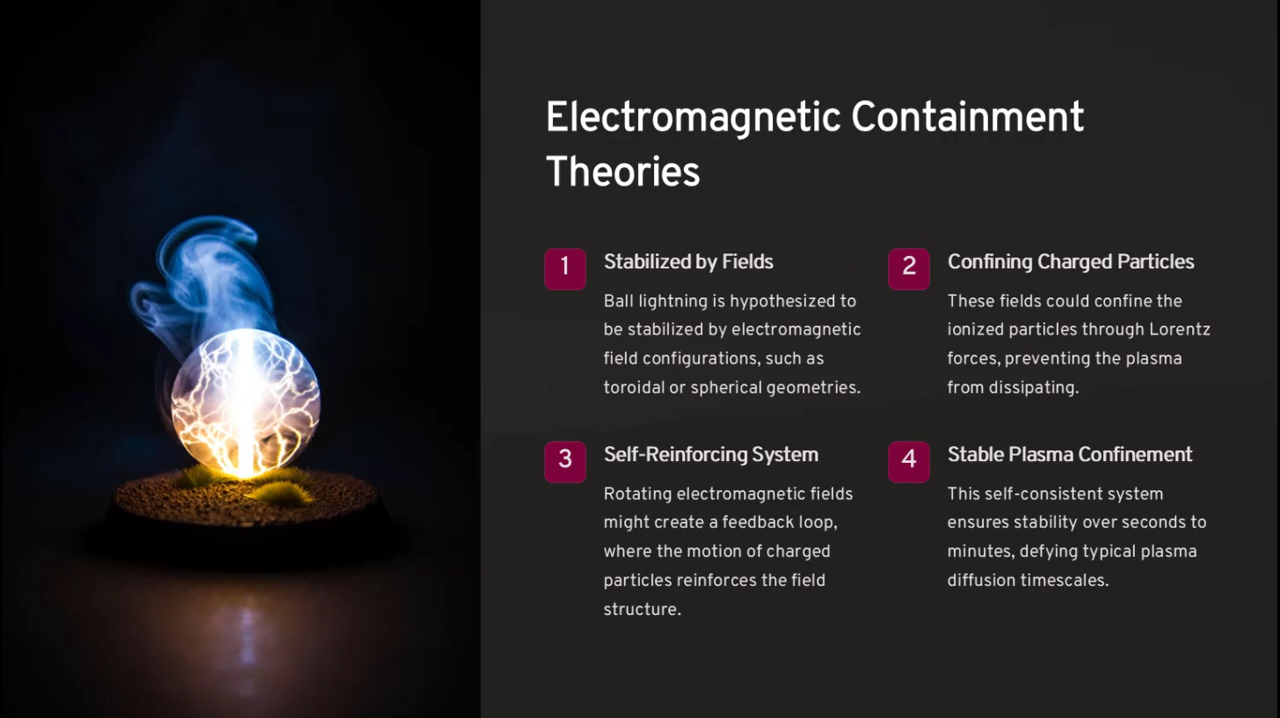 Electromagnetic Containment
Theories
1
Stabilized by Fields
Ball lightning is hypothesized to
be stabilized by electromagnetic
field configurations, such as
toroidal or spherical geometries.
2
Confining Charged Particles
These fields could confine the
ionized particles through Lorentz
forces, preventing the plasma
from dissipating.
3
Self-Reinforcing System
Rotating electromagnetic fields
might create a feedback loop,
where the motion of charged
particles reinforces the field
structure.
4
Stable Plasma Confinement
This self-consistent system
ensures stability over seconds to
minutes, defying typical plasma
diffusion timescales.